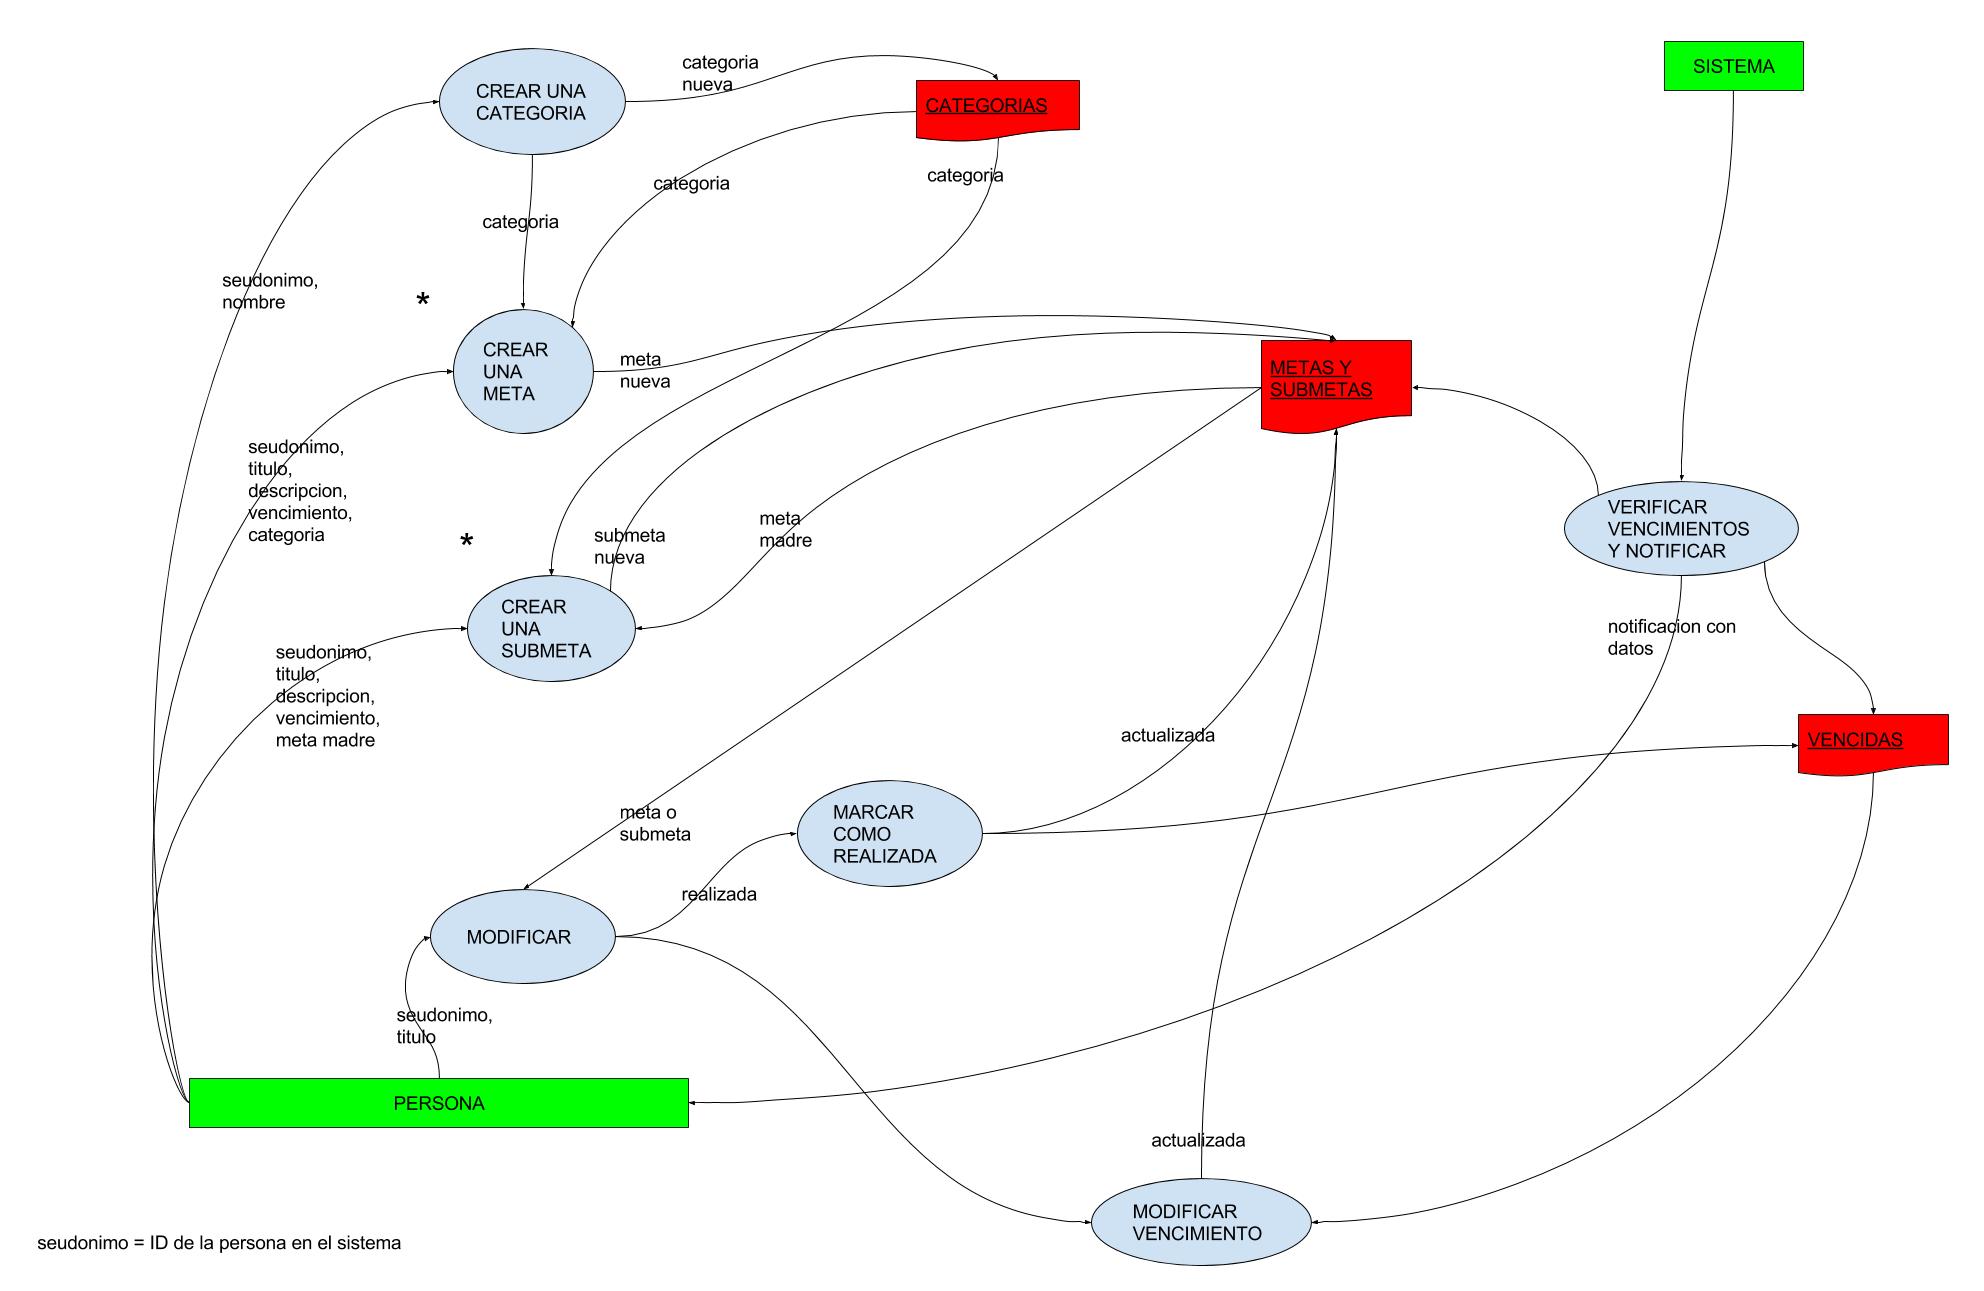 categoria
nueva
SISTEMA
CREAR UNA
CATEGORIA
CATEGORIAS
categoria
categoria
categoria
seudonimo,
nombre
*
CREAR
UNA
META
meta
nueva
METAS Y
SUBMETAS
seudonimo,
titulo,
descripcion,
vencimiento,
categoria
*
submeta
nueva
meta
madre
VERIFICAR
VENCIMIENTOS
Y NOTIFICAR
CREAR
UNA
SUBMETA
notificacion con
datos
seudonimo,
titulo,
descripcion,
vencimiento,
meta madre
actualizada
VENCIDAS
meta o
submeta
MARCAR
COMO
REALIZADA
realizada
MODIFICAR
seudonimo,
titulo
PERSONA
actualizada
MODIFICAR
VENCIMIENTO
seudonimo = ID de la persona en el sistema